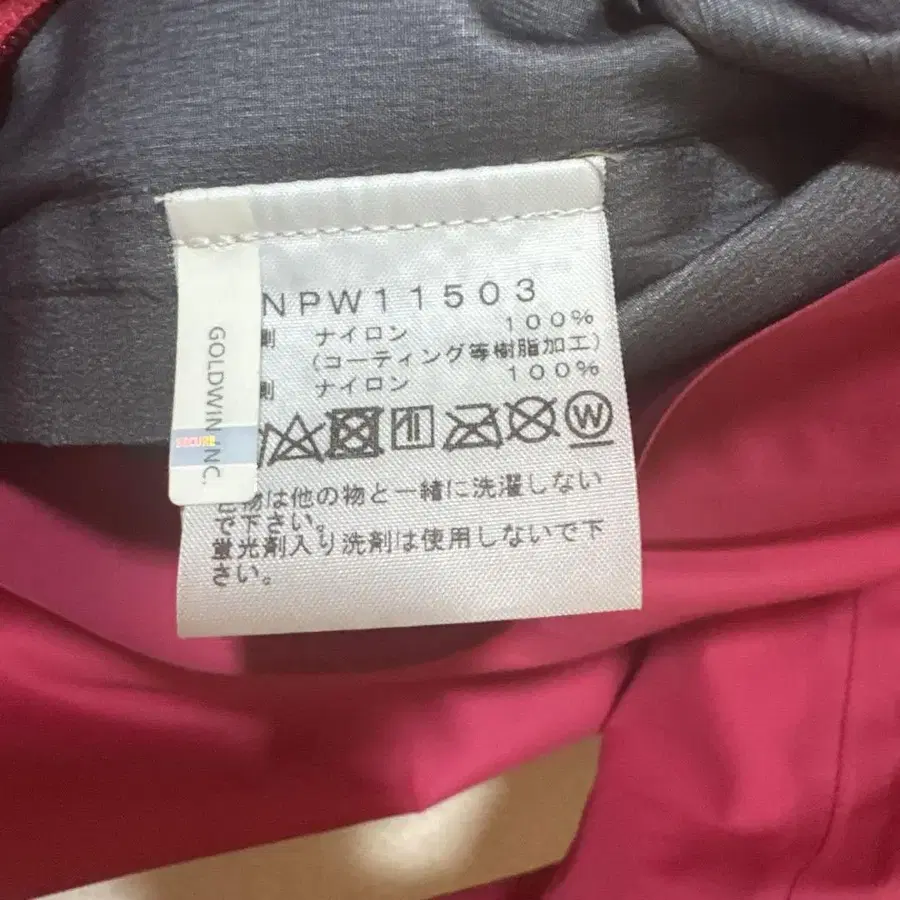 NPW11503
ナイロン 100%
(コーティング等樹脂加工)
ナイロン 100%
W
物は他の物と一緒に洗濯しない
で下さい。
蛍光剤入り洗剤は使用しないで下
さい。
GOLDWIN INC.